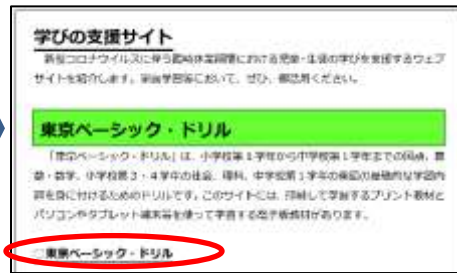 学びの支援サイト
新型コロナウイルスに伴う臨時休業期間における児童・生徒の学びを支援するウェブ
サイトを紹介します。家庭学習等において、ぜひ、御活用ください。
東京ベーシック・ドリル
「東京ベーシック・ドリル」は、小学校第1学年から中学校第1学年までの国語、算
数・数学、小学校第3・4学年の社会、理科、中学校第1学年の英語の基礎的な学習内
容を身に付けるためのドリルです。このサイトには、印刷して学習するプリント教材と
パソコンやタブレット端末等を使って学習する電子版教材があります。
東京ベーシック・ドリル